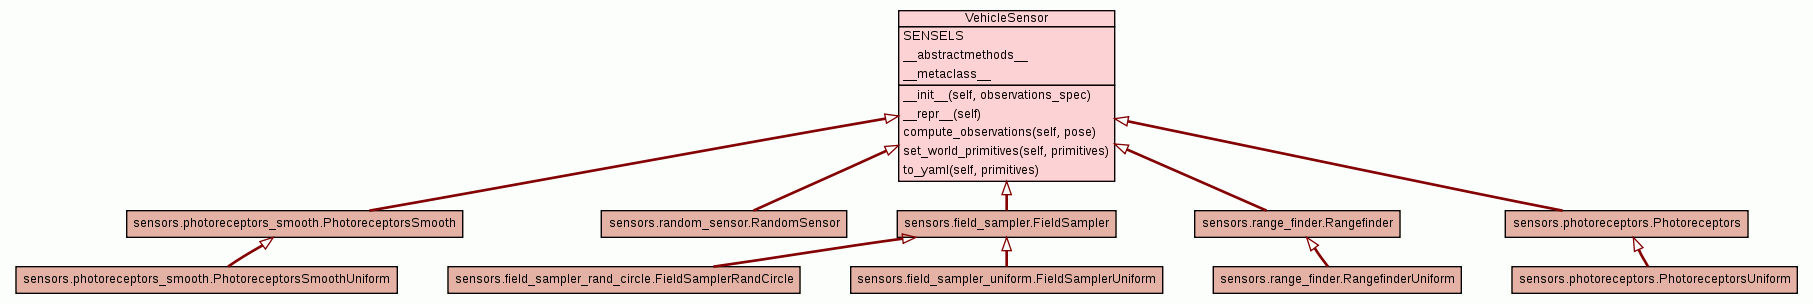 VehicleSensor
SENSELS
__abstractmethods__
__metaclass__
__init__(self, observations_spec)
__repr__(self)
compute_observations(self, pose)
set_world_primitives(self, primitives)
to_yaml(self, primitives)
sensors.photoreceptors_smooth.PhotoreceptorsSmooth
sensors.random_sensor.RandomSensor
sensors.field_sampler.FieldSampler
sensors.range_finder.Rangefinder
sensors.photoreceptors.Photoreceptors
sensors.photoreceptors_smooth.PhotoreceptorsSmoothUniform
sensors.field_sampler_rand_circle.FieldSamplerRandCircle
sensors.field_sampler_uniform.FieldSamplerUniform
sensors.range_finder.RangefinderUniform
sensors.photoreceptors.PhotoreceptorsUniform